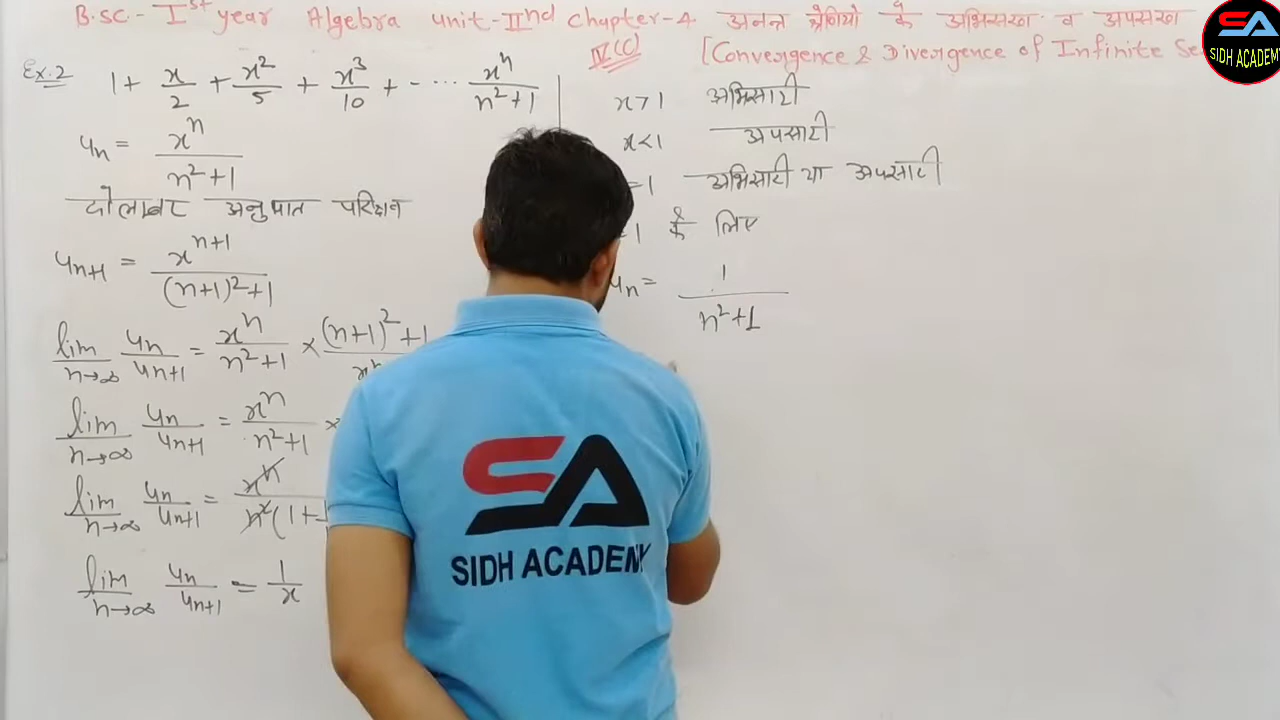 B.Sc.- Ist year Algebra Unit-IInd Chapter-4. अनन्त श्रेणियो के अभिसरण व अपसरण
IV(C) [Convergence & Divergence of Infinite Se
SIDH ACADEMY
Ex.2 1 + x/2 + x²/5 + x³/10 + - ... xⁿ/n²+1
uₙ = xⁿ/n²+1
अनुपात परिक्षण
uₙ₊₁ = xⁿ⁺¹/(n+1)²+1
lim n→∞ uₙ/uₙ₊₁ = xⁿ/n²+1 × (n+1)²+1
lim n→∞ uₙ/uₙ₊₁ = xⁿ/n²+1 ×
lim n→∞ uₙ/uₙ₊₁ = xⁿ/n²(1+
lim n→∞ uₙ/uₙ₊₁ = 1/x
x>1 अभिसारी
x<1 अपसारी
=1 अभिसारी या अपसारी
=1 के लिए
uₙ = 1/n²+1
SIDH ACADEMY